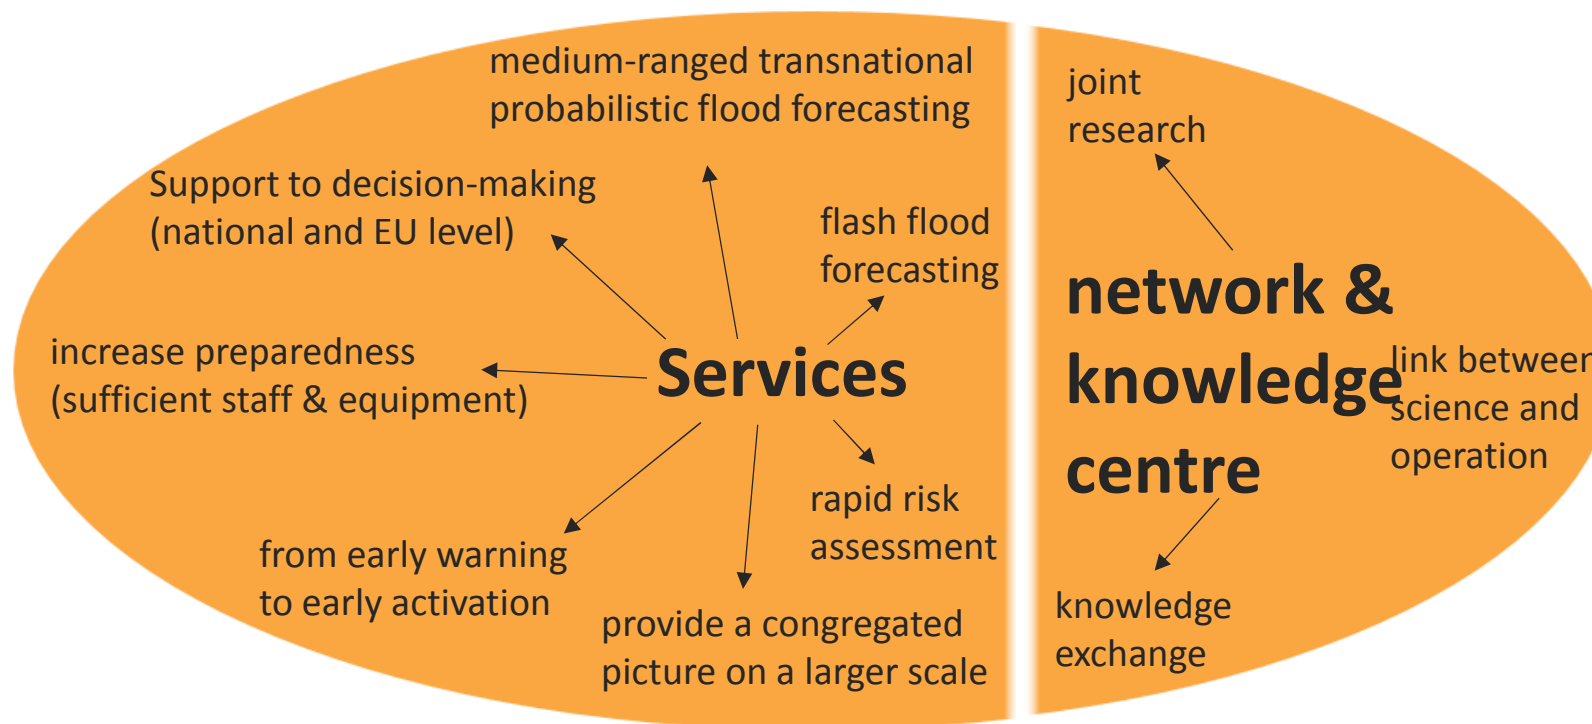 medium-ranged transnational
probabilistic flood forecasting
Support to decision-making
(national and EU level)
flash flood
forecasting
increase preparedness
(sufficient staff & equipment)
Services
from early warning
to early activation
rapid risk
assessment
provide a congregated
picture on a larger scale
joint
research
network &
knowledge
centre
link between
science and
operation
knowledge
exchange